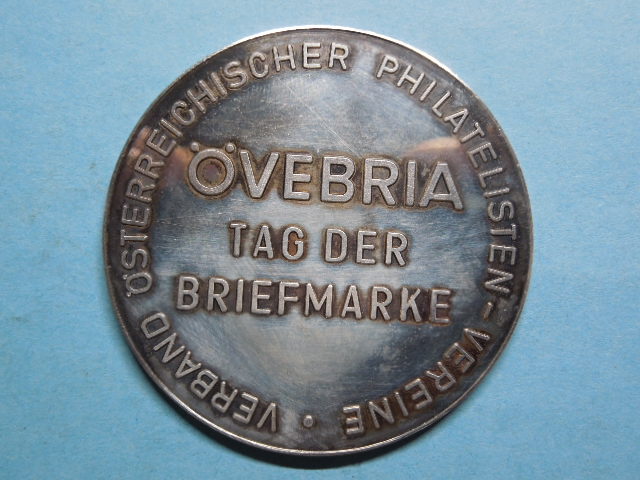 VERBAND ÖSTERREICHISCHER PHILATELISTEN-VEREINE •
ÖVEBRIA
TAG DER
BRIEFMARKE